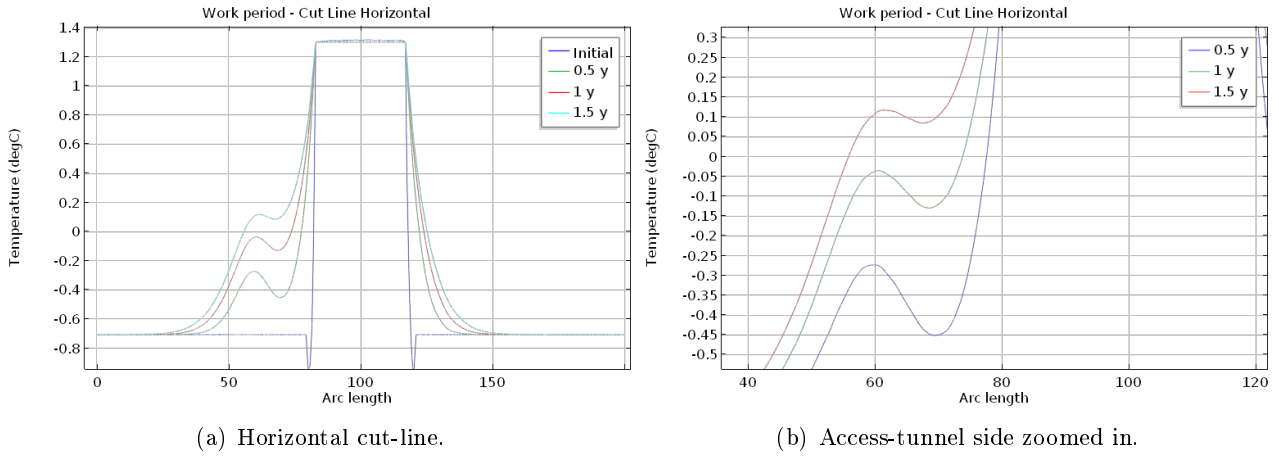 Work period - Cut Line Horizontal
1.4
1.2
1
0.8
0.6
0.4
0.2
0
-0.2
-0.4
-0.6
-0.8
Temperature (degC)
0
50
100
150
Arc length
Initial
0.5 y
1 y
1.5 y
(a) Horizontal cut-line.
Work period - Cut Line Horizontal
0.3
0.25
0.2
0.15
0.1
0.05
0
-0.05
-0.1
-0.15
-0.2
-0.25
-0.3
-0.35
-0.4
-0.45
-0.5
Temperature (degC)
40
60
80
100
120
Arc length
0.5 y
1 y
1.5 y
(b) Access-tunnel side zoomed in.